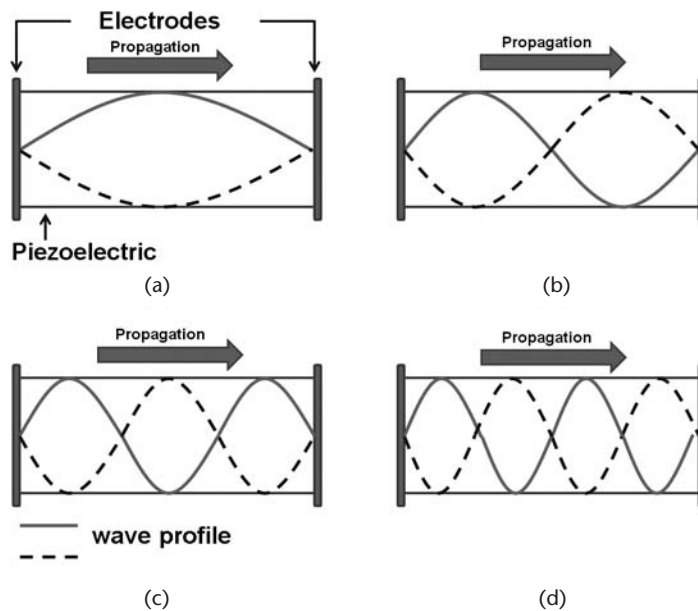 Electrodes
Propagation
Propagation
Piezoelectric
(a)
(b)
Propagation
Propagation
wave profile
(c)
(d)